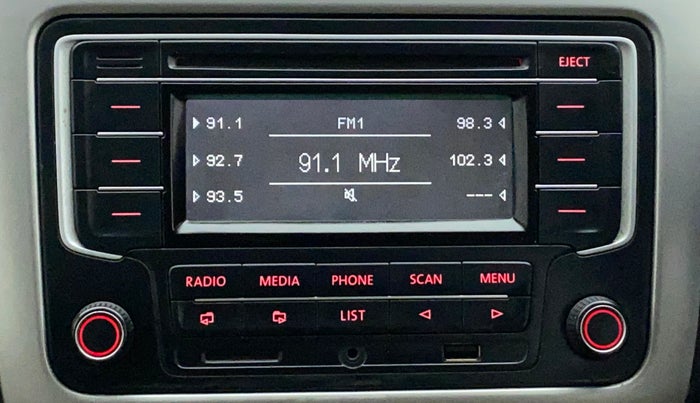 EJECT
91.1 FM1 98.3
92.7 91.1 MHz 102.3
93.5 ---
RADIO MEDIA PHONE SCAN MENU
LIST